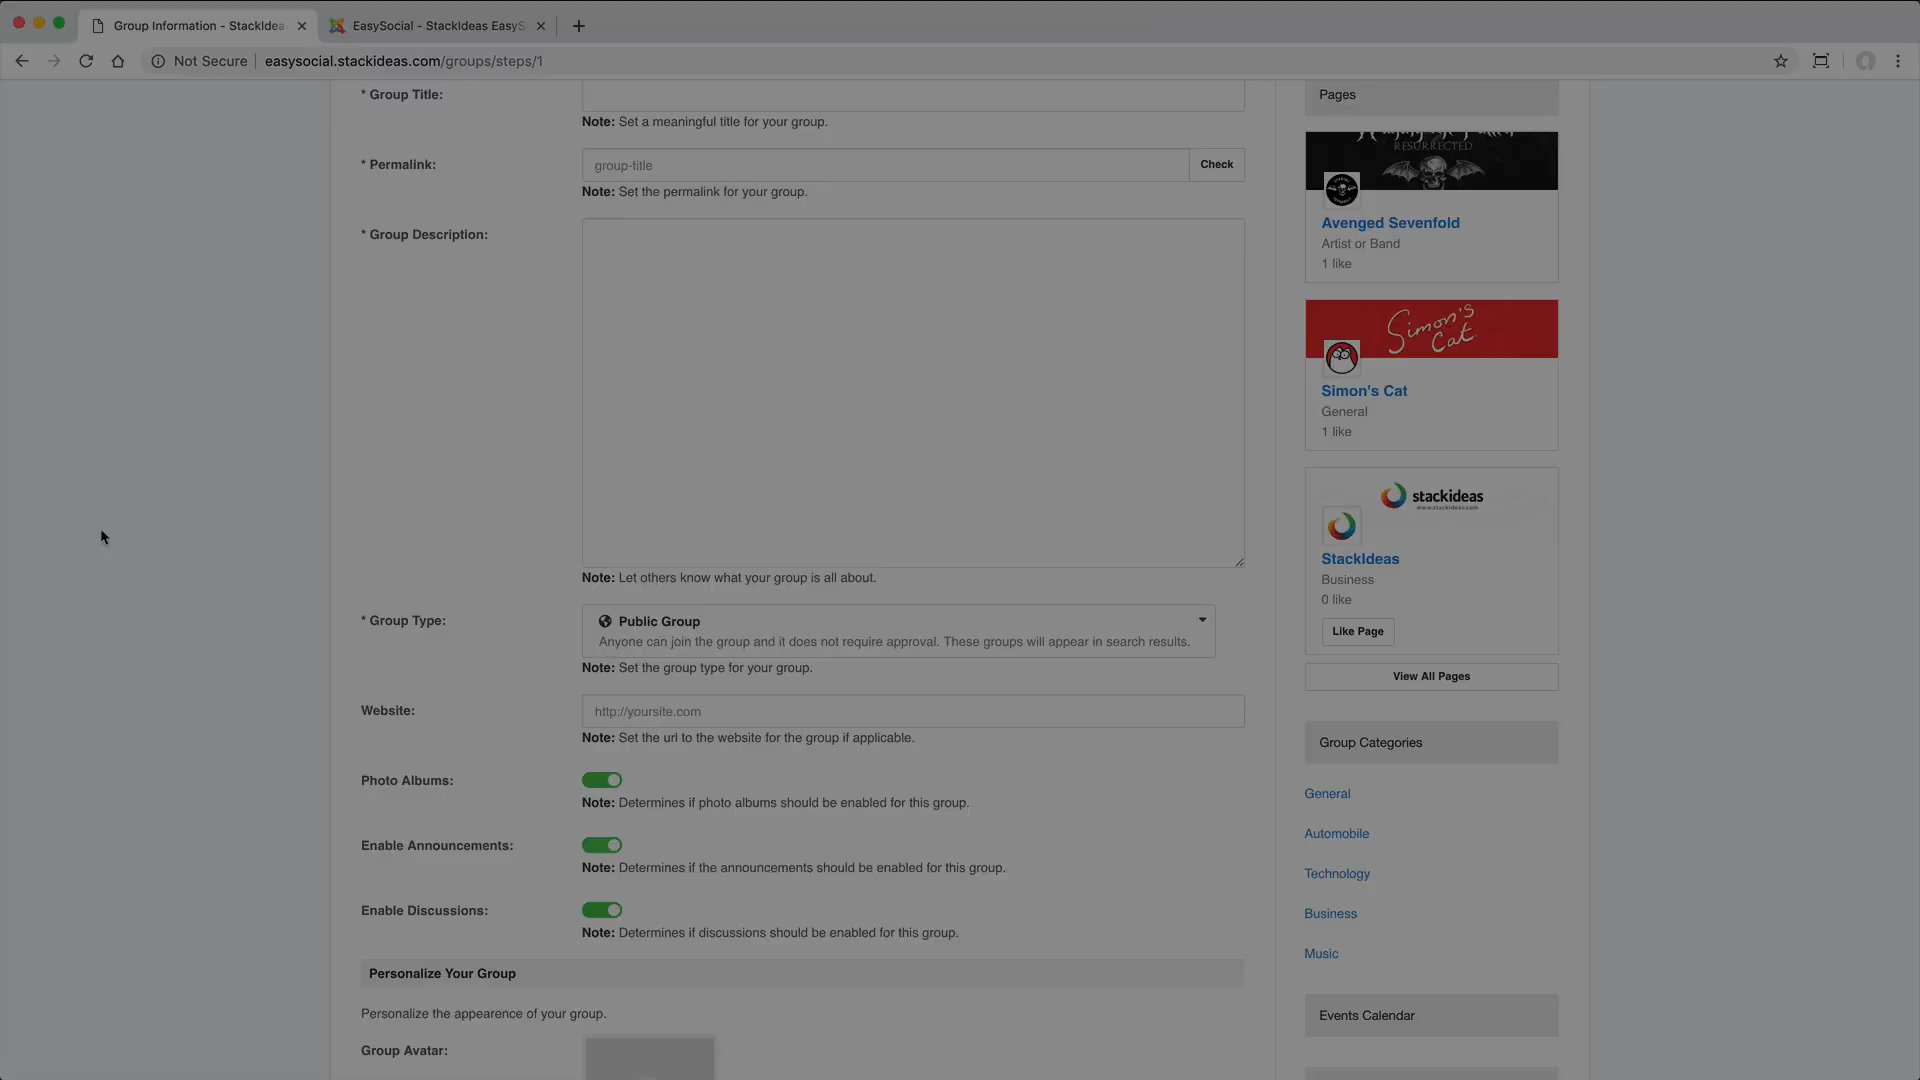 Group Information - StackIdea
EasySocial - StackIdeas EasyS
Not Secure
easysocial.stackideas.com/groups/steps/1
* Group Title:
Note: Set a meaningful title for your group.
* Permalink:
group-title
Check
Note: Set the permalink for your group.
* Group Description:
Note: Let others know what your group is all about.
* Group Type:
Public Group
Anyone can join the group and it does not require approval. These groups will appear in search results.
Note: Set the group type for your group.
Website:
http://yoursite.com
Note: Set the url to the website for the group if applicable.
Photo Albums:
Note: Determines if photo albums should be enabled for this group.
Enable Announcements:
Note: Determines if the announcements should be enabled for this group.
Enable Discussions:
Note: Determines if discussions should be enabled for this group.
Personalize Your Group
Personalize the appearence of your group.
Group Avatar:
Pages
RESURRECTED
Avenged Sevenfold
Artist or Band
1 like
Simon's
Cat
Simon's Cat
General
1 like
stackideas
www.stackideas.com
StackIdeas
Business
0 like
Like Page
View All Pages
Group Categories
General
Automobile
Technology
Business
Music
Events Calendar